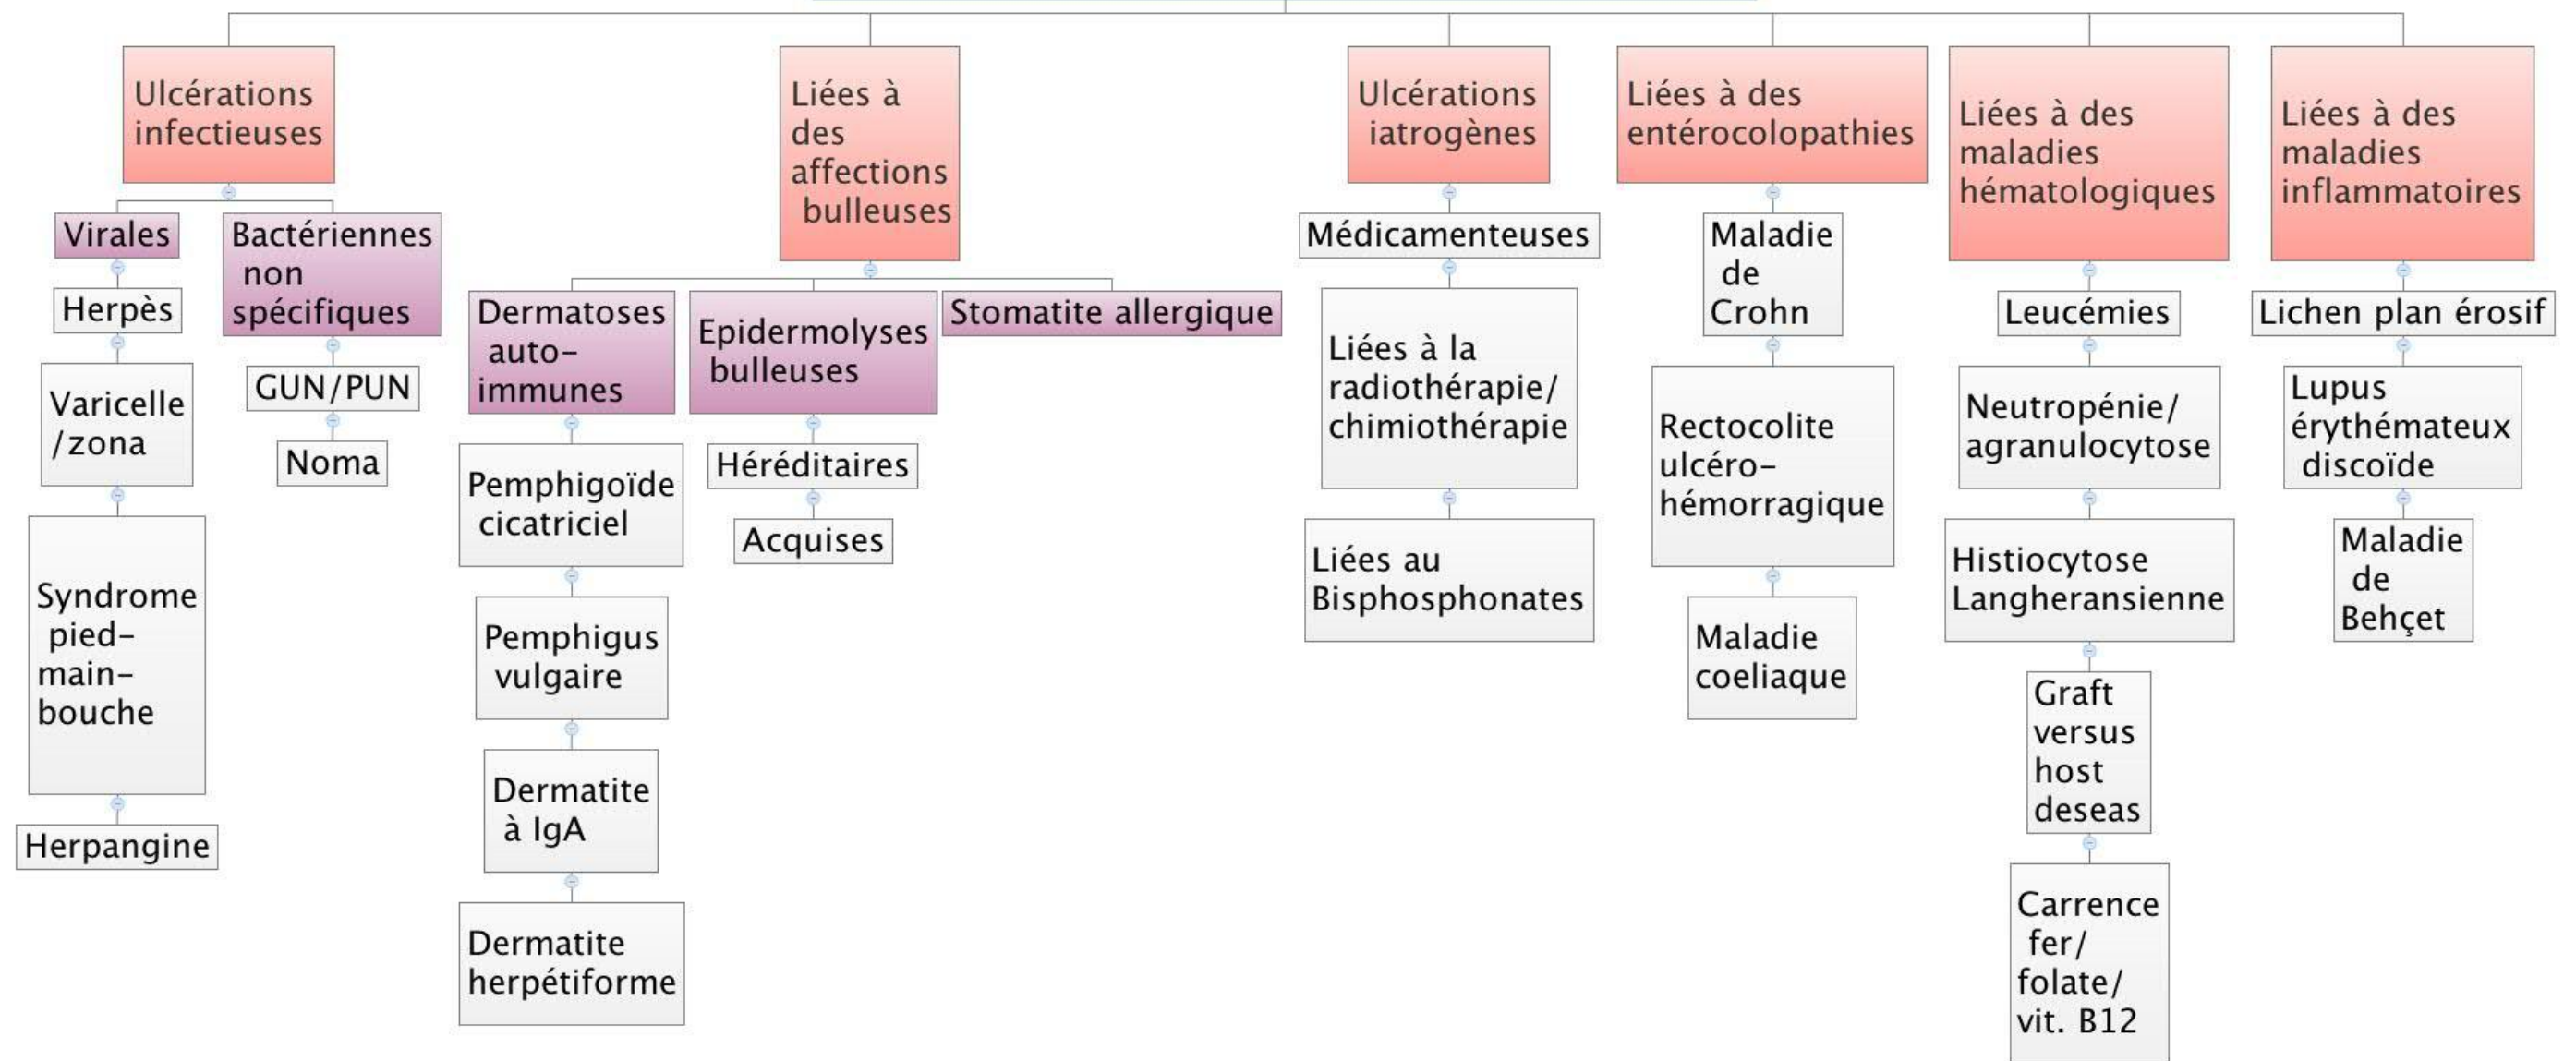 Ulcérations
infectieuses
Virales
Herpès
Varicelle
/zona
Syndrome
pied-
main-
bouche
Herpangine
Bactériennes
non
spécifiques
GUN/PUN
Noma
Liées à
des
affections
bulleuses
Dermatoses
auto-
immunes
Pemphigoïde
cicatriciel
Pemphigus
vulgaire
Dermatite
à IgA
Dermatite
herpétiforme
Epidermolyses
bulleuses
Héréditaires
Acquises
Stomatite allergique
Ulcérations
iatrogènes
Médicamenteuses
Liées à la
radiothérapie/
chimiothérapie
Liées au
Bisphosphonates
Liées à des
entérocolopathies
Maladie
de
Crohn
Rectocolite
ulcéro-
hémorragique
Maladie
coeliaque
Liées à des
maladies
hématologiques
Leucémies
Neutropénie/
agranulocytose
Histiocytose
Langheransienne
Graft
versus
host
deseas
Carrence
fer/
folate/
vit. B12
Liées à des
maladies
inflammatoires
Lichen plan érosif
Lupus
érythémateux
discoïde
Maladie
de
Behçet